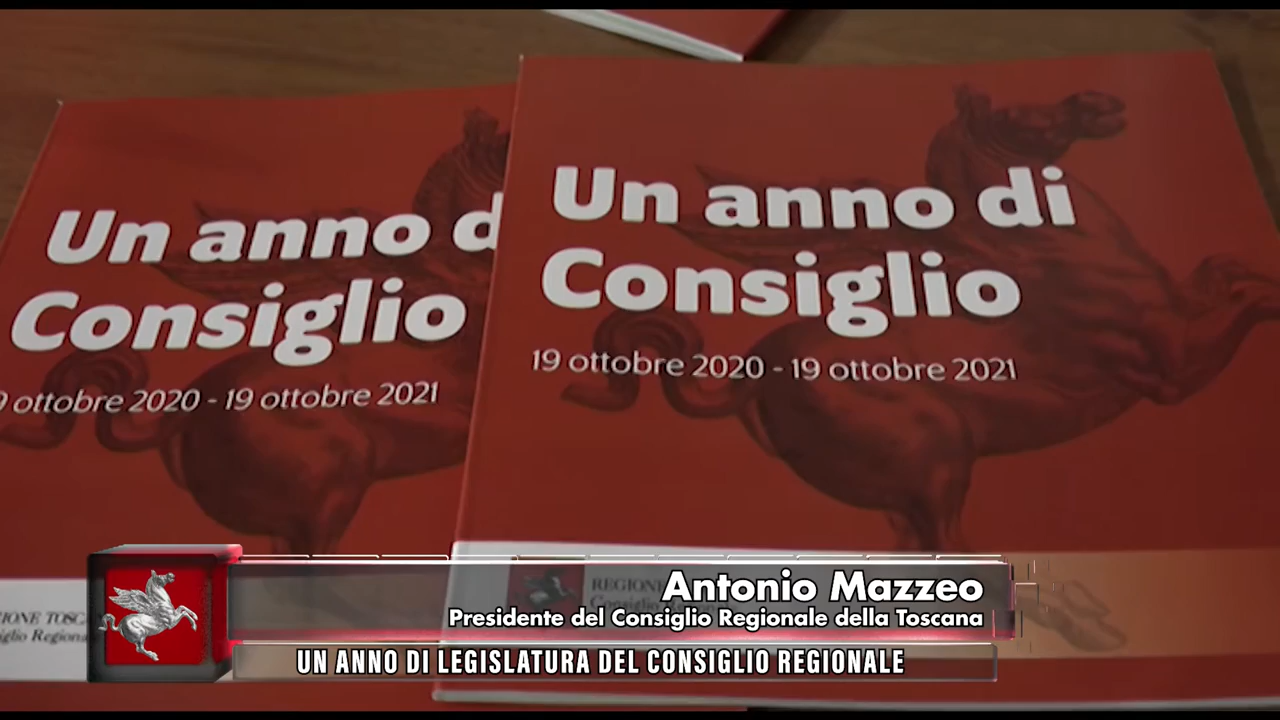 Un anno d
Consiglio
9 ottobre 2020 - 19 ottobre 2021
Un anno di
Consiglio
19 ottobre 2020 - 19 ottobre 2021
REGIONE
Antonio Mazzeo
Presidente del Consiglio Regionale della Toscana
UN ANNO DI LEGISLATURA DEL CONSIGLIO REGIONALE